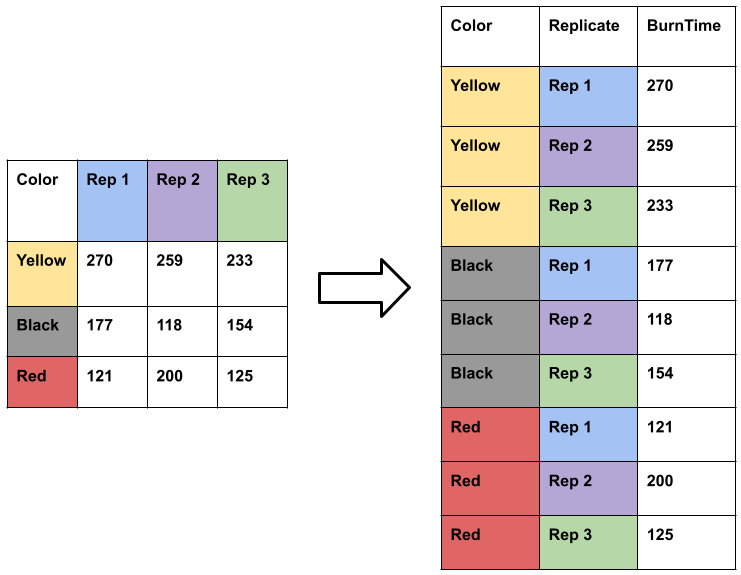 Color Rep 1 Rep 2 Rep 3
Yellow 270 259 233
Black 177 118 154
Red 121 200 125
Color Replicate BurnTime
Yellow Rep 1 270
Yellow Rep 2 259
Yellow Rep 3 233
Black Rep 1 177
Black Rep 2 118
Black Rep 3 154
Red Rep 1 121
Red Rep 2 200
Red Rep 3 125